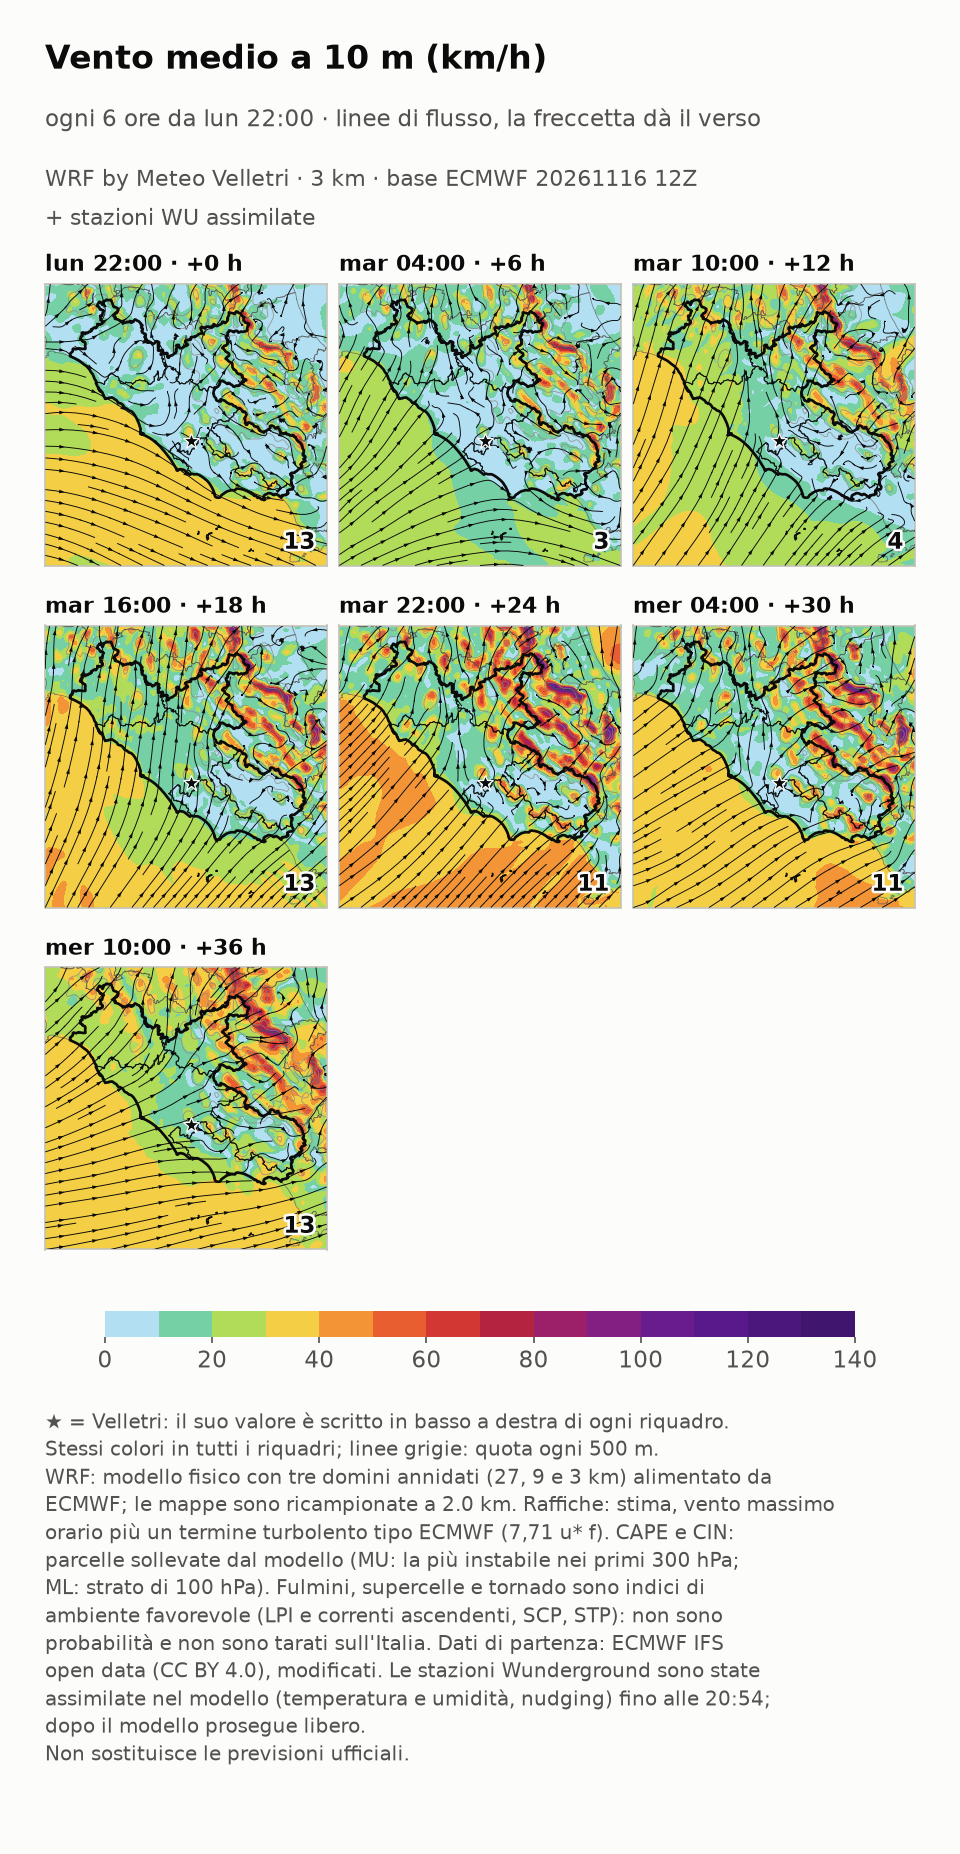 Vento medio a 10 m (km/h)
ogni 6 ore da lun 22:00 · linee di flusso, la freccetta dà il verso
WRF by Meteo Velletri · 3 km · base ECMWF 20261116 12Z
+ stazioni WU assimilate
lun 22:00 · +0 h
mar 04:00 · +6 h
mar 10:00 · +12 h
13
3
4
mar 16:00 · +18 h
mar 22:00 · +24 h
mer 04:00 · +30 h
13
11
11
mer 10:00 · +36 h
13
0 20 40 60 80 100 120 140
★ = Velletri: il suo valore è scritto in basso a destra di ogni riquadro.
Stessi colori in tutti i riquadri; linee grigie: quota ogni 500 m.
WRF: modello fisico con tre domini annidati (27, 9 e 3 km) alimentato da
ECMWF; le mappe sono ricampionate a 2.0 km. Raffiche: stima, vento massimo
orario più un termine turbolento tipo ECMWF (7,71 u* f). CAPE e CIN:
parcelle sollevate dal modello (MU: la più instabile nei primi 300 hPa;
ML: strato di 100 hPa). Fulmini, supercelle e tornado sono indici di
ambiente favorevole (LPI e correnti ascendenti, SCP, STP): non sono
probabilità e non sono tarati sull'Italia. Dati di partenza: ECMWF IFS
open data (CC BY 4.0), modificati. Le stazioni Wunderground sono state
assimilate nel modello (temperatura e umidità, nudging) fino alle 20:54;
dopo il modello prosegue libero.
Non sostituisce le previsioni ufficiali.